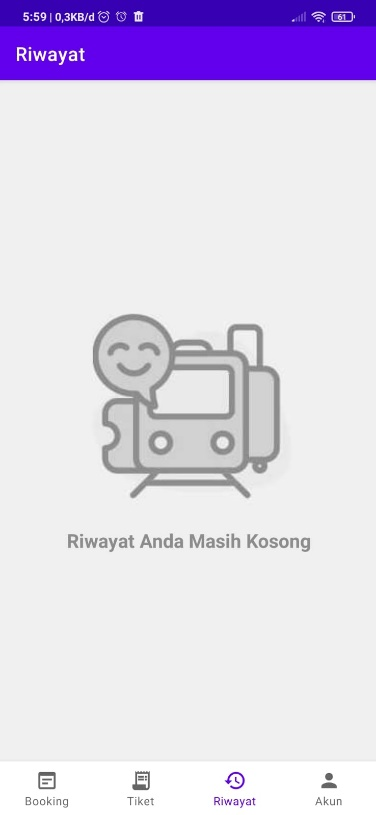 5:59 | 0,3KB/d
61
Riwayat
Riwayat Anda Masih Kosong
Booking
Tiket
Riwayat
Akun